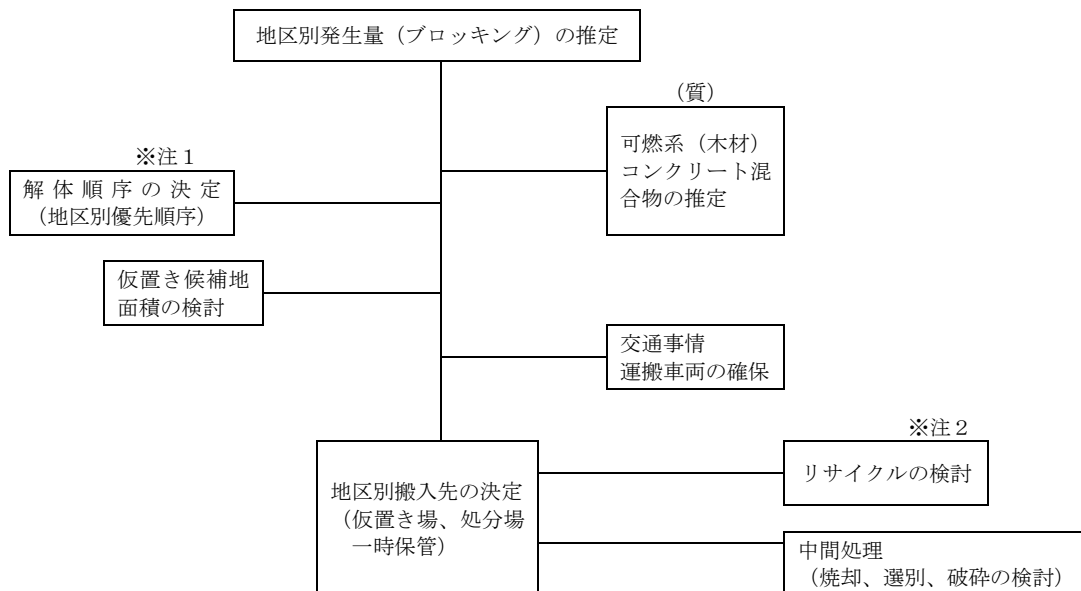 地区別発生量（ブロッキング）の推定
（質）
可燃系（木材）
コンクリート混
合物の推定
※注１
解体順序の決定
（地区別優先順序）
仮置き候補地
面積の検討
交通事情
運搬車両の確保
※注２
リサイクルの検討
地区別搬入先の決定
（仮置き場、処分場
一時保管）
中間処理
（焼却、選別、破砕の検討）